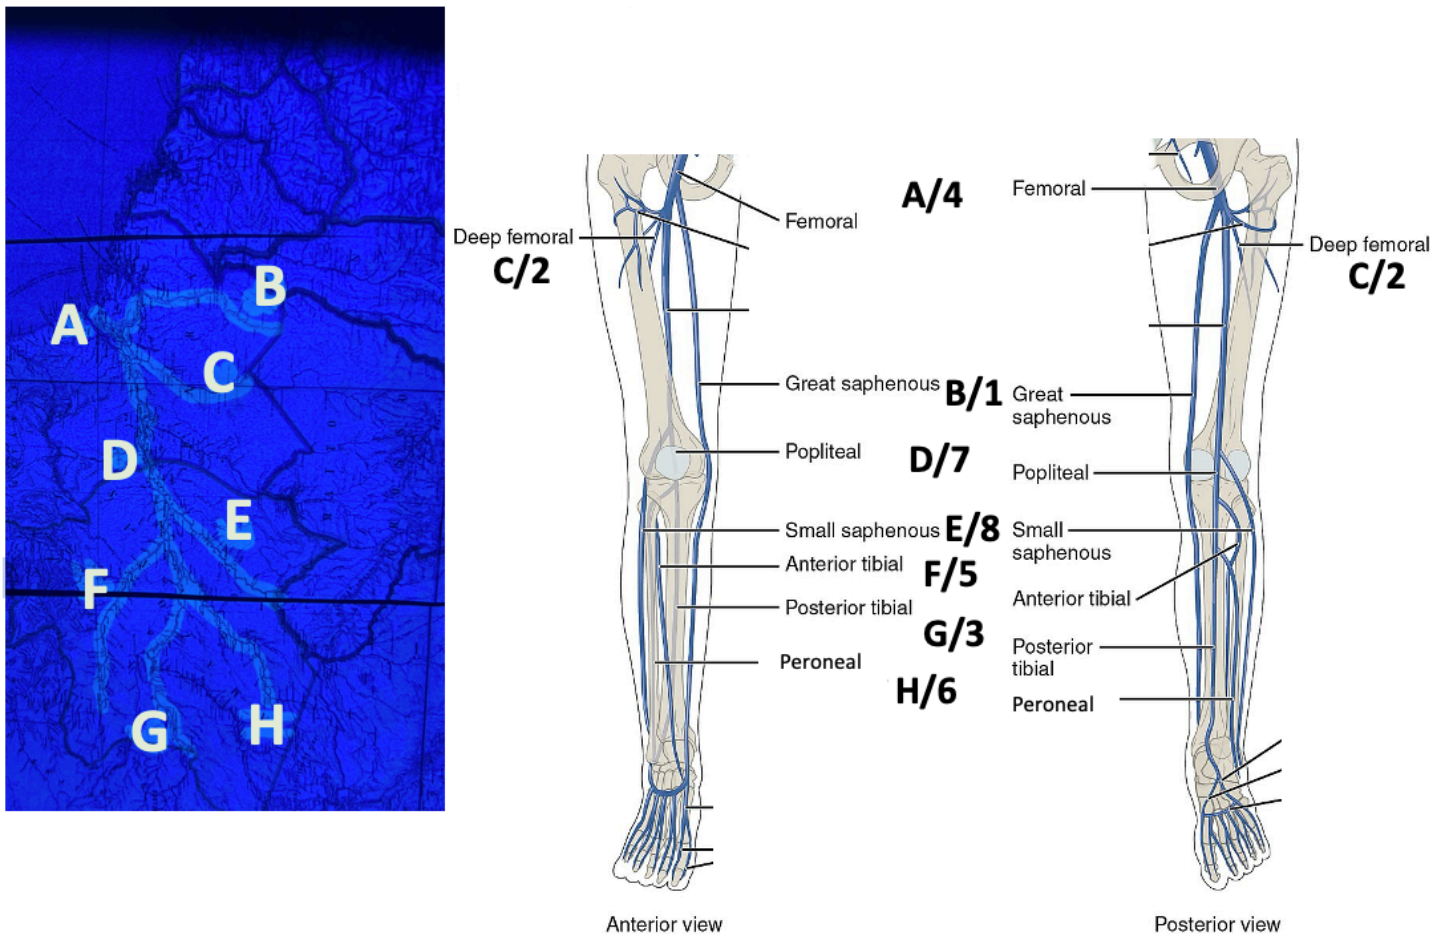 A
B
C
D
E
F
G
H
Deep femoral
C/2
Femoral
Great saphenous
Popliteal
Small saphenous
Anterior tibial
Posterior tibial
Peroneal
Anterior view
A/4
B/1
D/7
E/8
F/5
G/3
H/6
Femoral
Deep femoral
C/2
Great
saphenous
Popliteal
Small
saphenous
Anterior tibial
Posterior
tibial
Peroneal
Posterior view